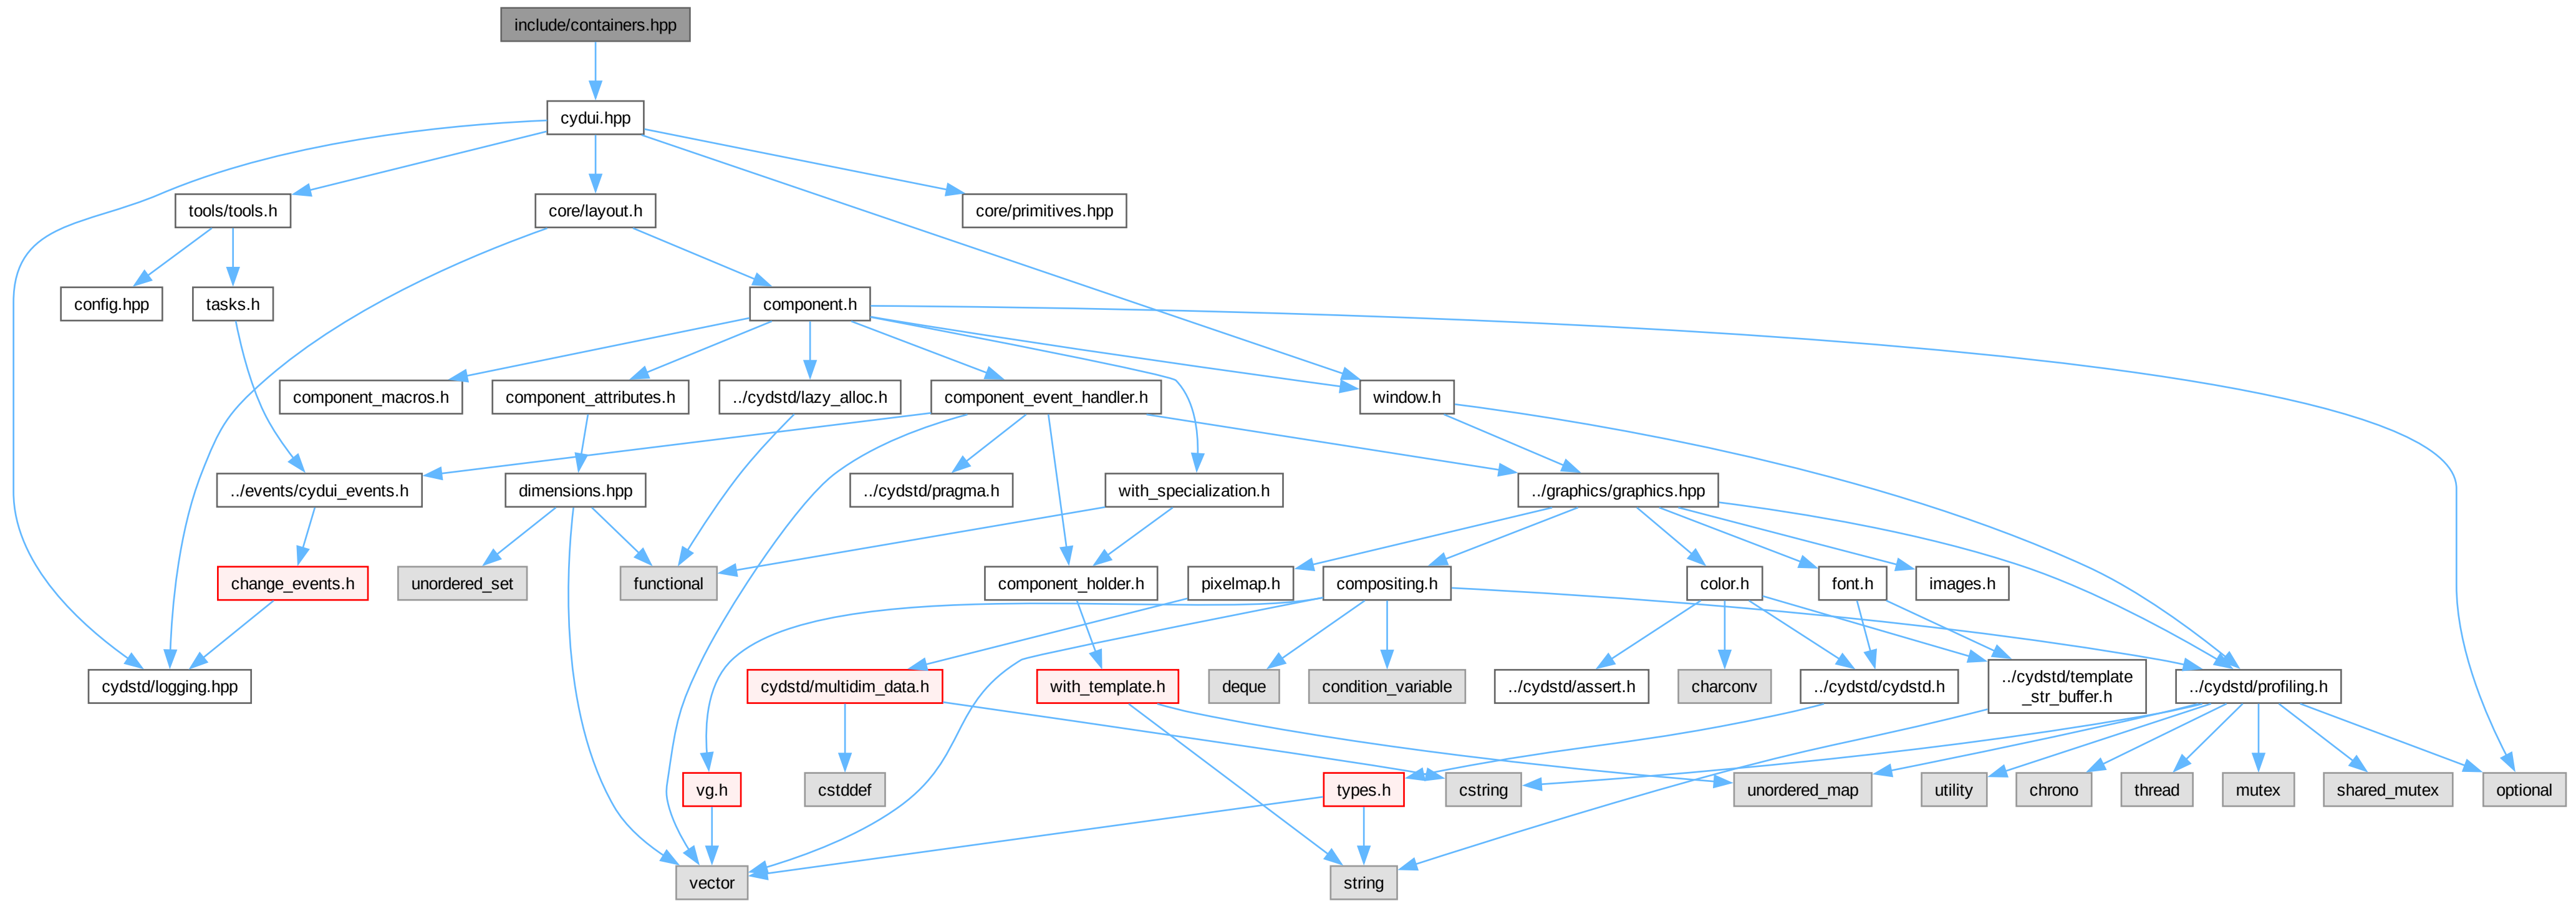 include/containers.hpp
cydui.hpp
tools/tools.h
core/layout.h
core/primitives.hpp
config.hpp
tasks.h
component.h
component_macros.h
component_attributes.h
../cydstd/lazy_alloc.h
component_event_handler.h
window.h
../events/cydui_events.h
dimensions.hpp
../cydstd/pragma.h
with_specialization.h
../graphics/graphics.hpp
change_events.h
unordered_set
functional
component_holder.h
pixelmap.h
compositing.h
color.h
font.h
images.h
cydstd/logging.hpp
cydstd/multidim_data.h
with_template.h
deque
condition_variable
../cydstd/assert.h
charconv
../cydstd/cydstd.h
../cydstd/template
_str_buffer.h
../cydstd/profiling.h
vg.h
cstddef
types.h
cstring
unordered_map
utility
chrono
thread
mutex
shared_mutex
optional
vector
string